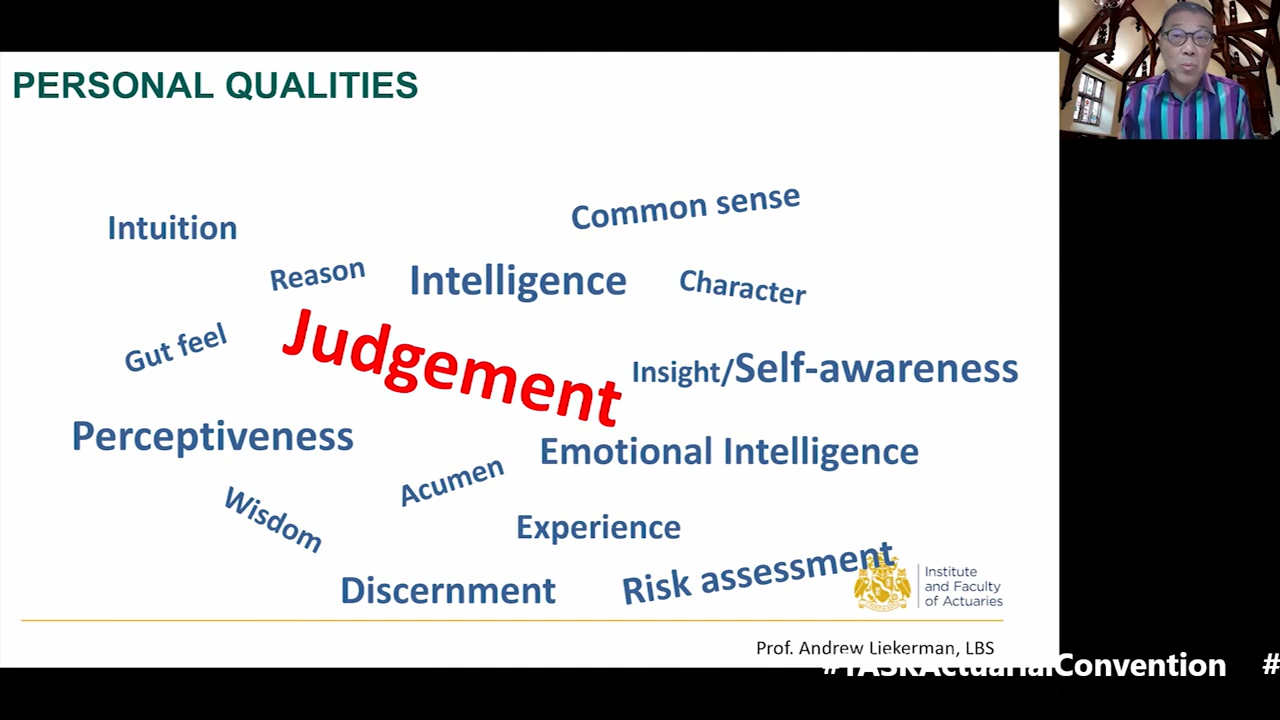 PERSONAL QUALITIES
Common sense
Intuition
Reason
Intelligence
Character
Gut feel
Judgement
Insight/Self-awareness
Perceptiveness
Emotional Intelligence
Acumen
Wisdom
Experience
Risk assessment
Discernment
Institute
and Faculty
of Actuaries
Prof. Andrew Liekerman, LBS
#TASKActuarialConvention #